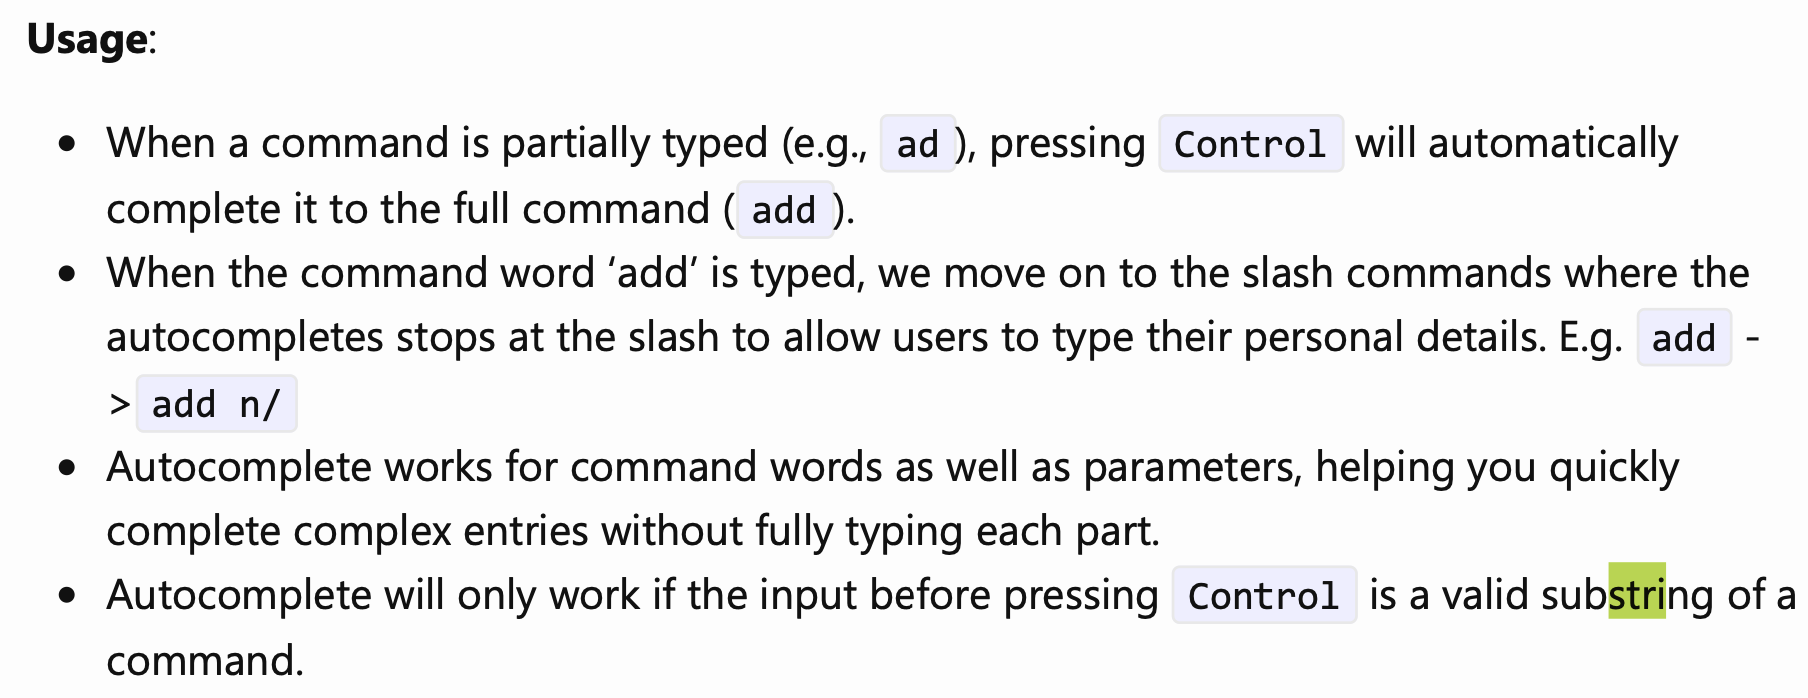 Usage:
• When a command is partially typed (e.g., ad), pressing Control will automatically
complete it to the full command (add).
• When the command word ‘add’ is typed, we move on to the slash commands where the
autocompletes stops at the slash to allow users to type their personal details. E.g. add -
> add n/
• Autocomplete works for command words as well as parameters, helping you quickly
complete complex entries without fully typing each part.
• Autocomplete will only work if the input before pressing Control is a valid substring of a
command.